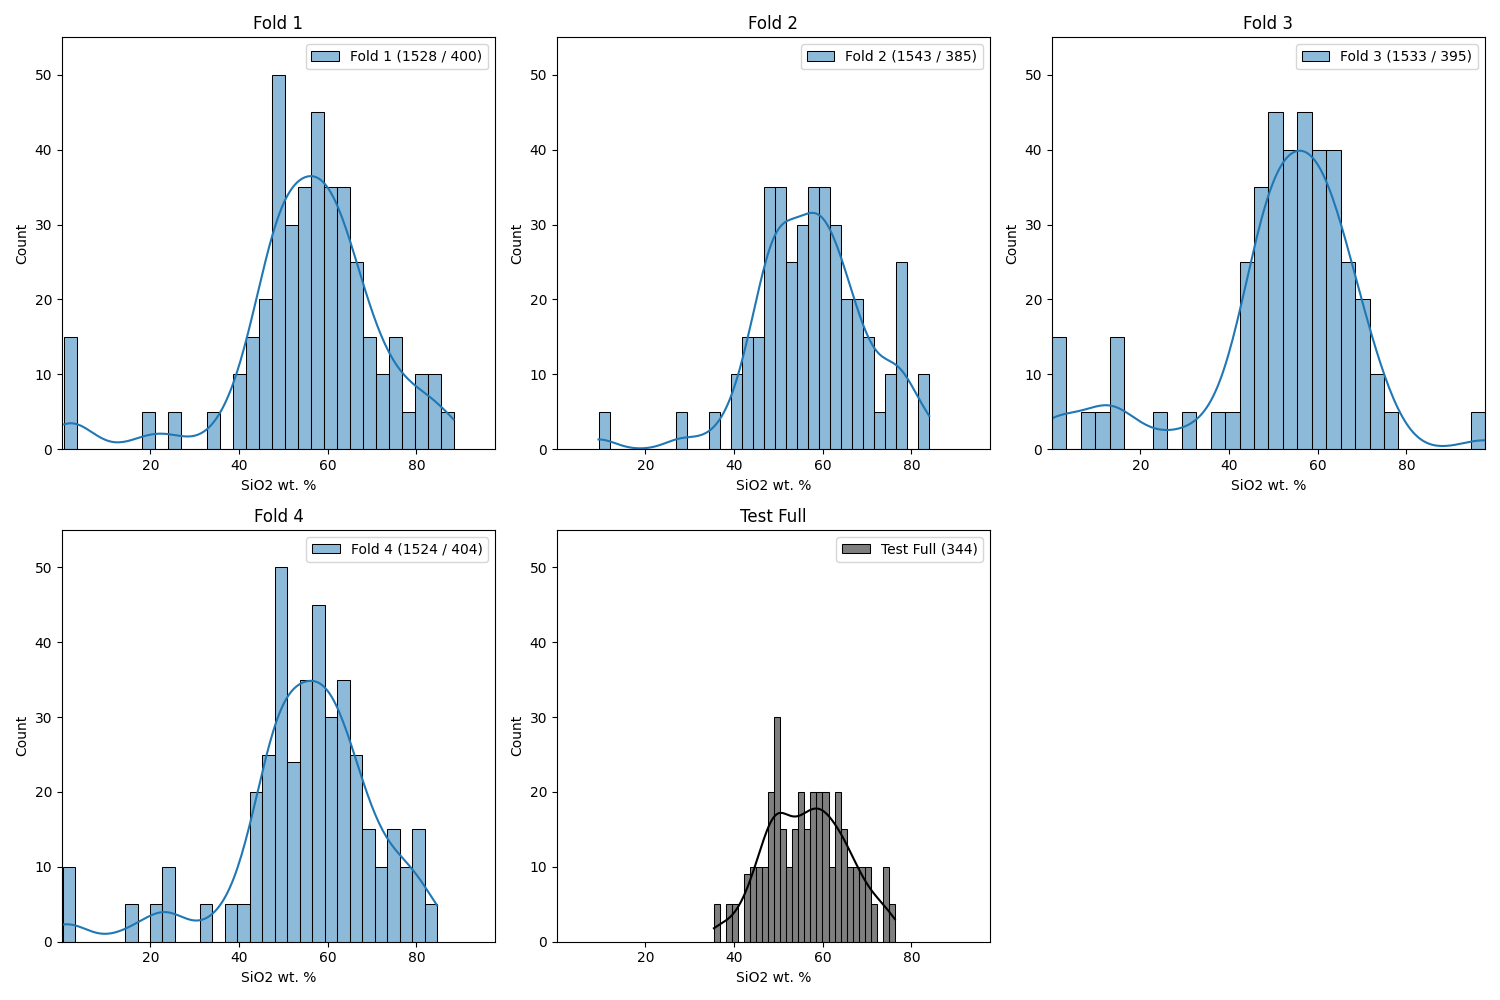 Fold 1
Fold 1 (1528 / 400)
50
40
30
20
10
0
Count
20 40 60 80
SiO2 wt. %
Fold 2
Fold 2 (1543 / 385)
50
40
30
20
10
0
Count
20 40 60 80
SiO2 wt. %
Fold 3
Fold 3 (1533 / 395)
50
40
30
20
10
0
Count
20 40 60 80
SiO2 wt. %
Fold 4
Fold 4 (1524 / 404)
50
40
30
20
10
0
Count
20 40 60 80
SiO2 wt. %
Test Full
Test Full (344)
50
40
30
20
10
0
Count
20 40 60 80
SiO2 wt. %